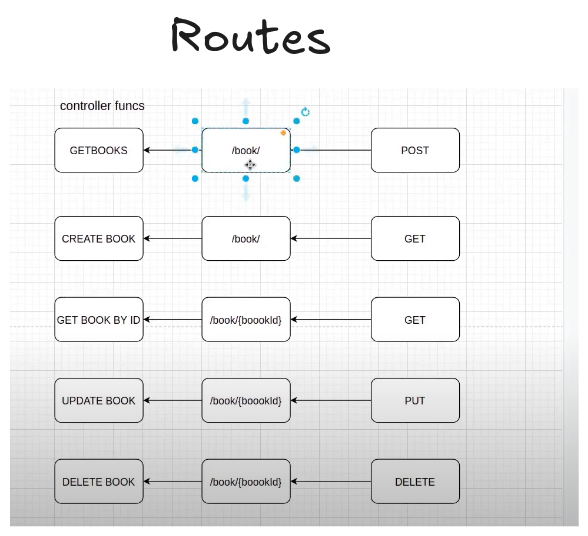 Routes
controller funcs
GETBOOKS /book/ POST
CREATE BOOK /book/ GET
GET BOOK BY ID /book/{boookId} GET
UPDATE BOOK /book/{boookId} PUT
DELETE BOOK /book/{boookId} DELETE